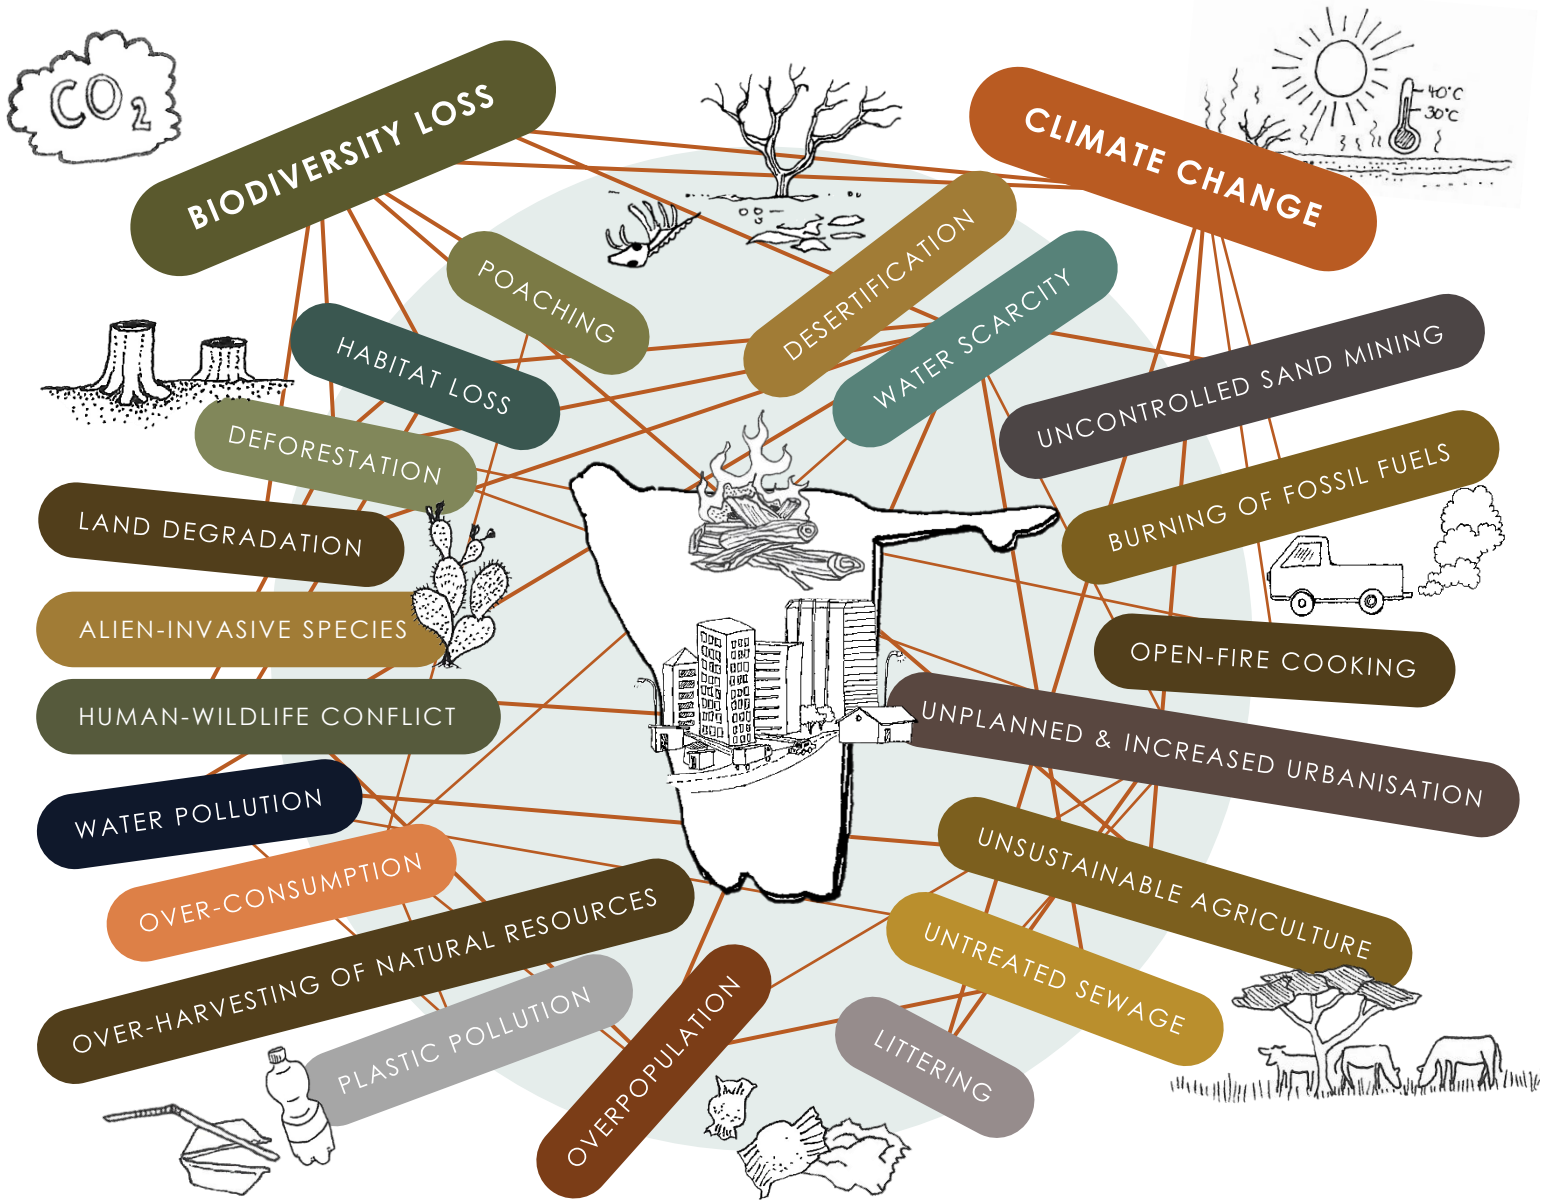 CO2
BIODIVERSITY LOSS
CLIMATE CHANGE
40°C
30°C
POACHING
DESERTIFICATION
WATER SCARCITY
HABITAT LOSS
UNCONTROLLED SAND MINING
DEFORESTATION
BURNING OF FOSSIL FUELS
LAND DEGRADATION
ALIEN-INVASIVE SPECIES
OPEN-FIRE COOKING
HUMAN-WILDLIFE CONFLICT
UNPLANNED & INCREASED URBANISATION
WATER POLLUTION
UNSUSTAINABLE AGRICULTURE
OVER-CONSUMPTION
OVER-HARVESTING OF NATURAL RESOURCES
UNTREATED SEWAGE
PLASTIC POLLUTION
OVERPOPULATION
LITTERING